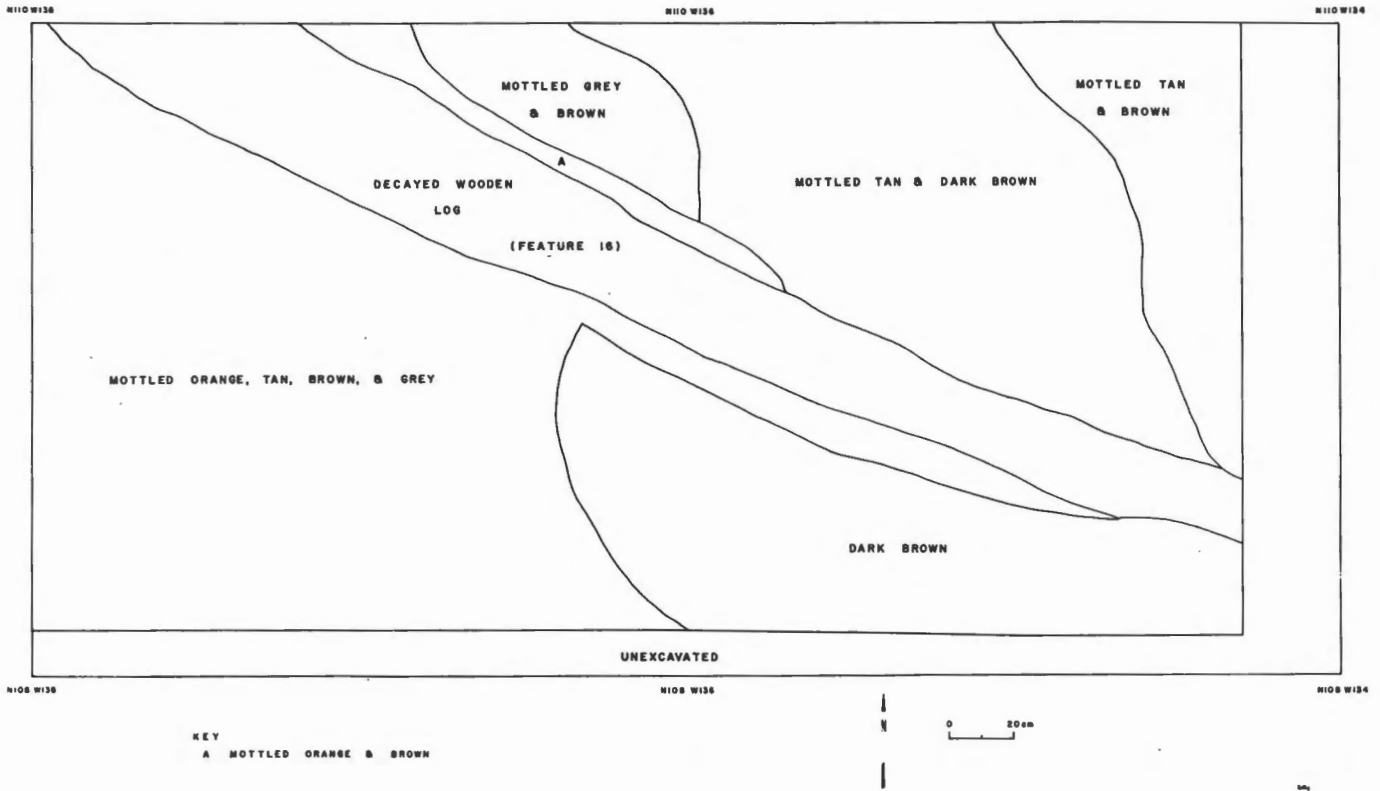 N110 W136
N110 W136
N110 W134
MOTTLED GREY
& BROWN
MOTTLED TAN
& BROWN
A
DECAYED WOODEN
LOG
MOTTLED TAN & DARK BROWN
(FEATURE 16)
MOTTLED ORANGE, TAN, BROWN, & GREY
DARK BROWN
UNEXCAVATED
N108 W136
N108 W136
N108 W134
N
0 20cm
KEY
A MOTTLED ORANGE & BROWN